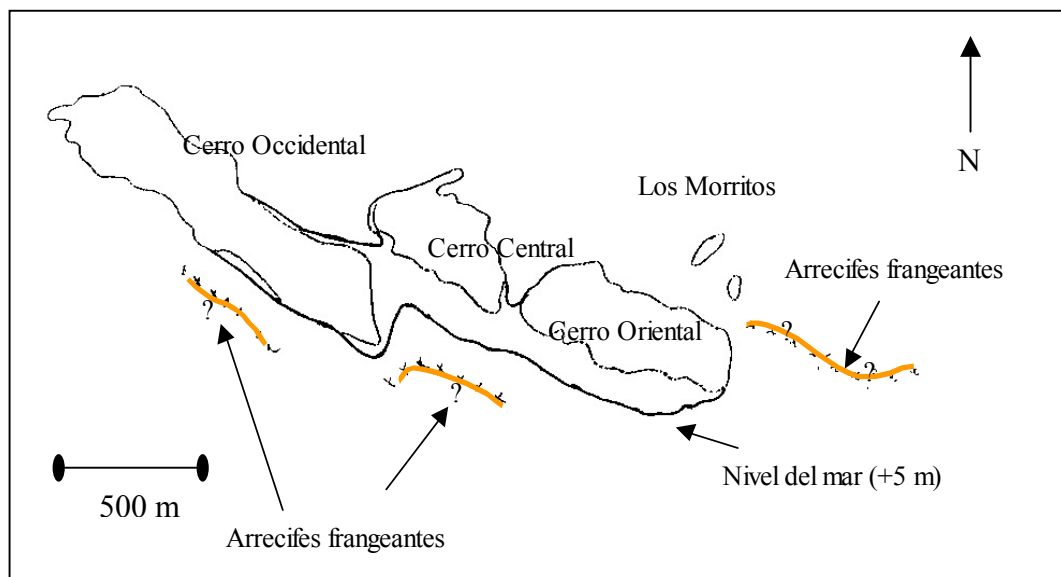 Cerro Occidental
N
Los Morritos
Cerro Central
Arrecifes frangeantes
Cerro Oriental
?
?
?
?
Nivel del mar (+5 m)
500 m
Arrecifes frangeantes